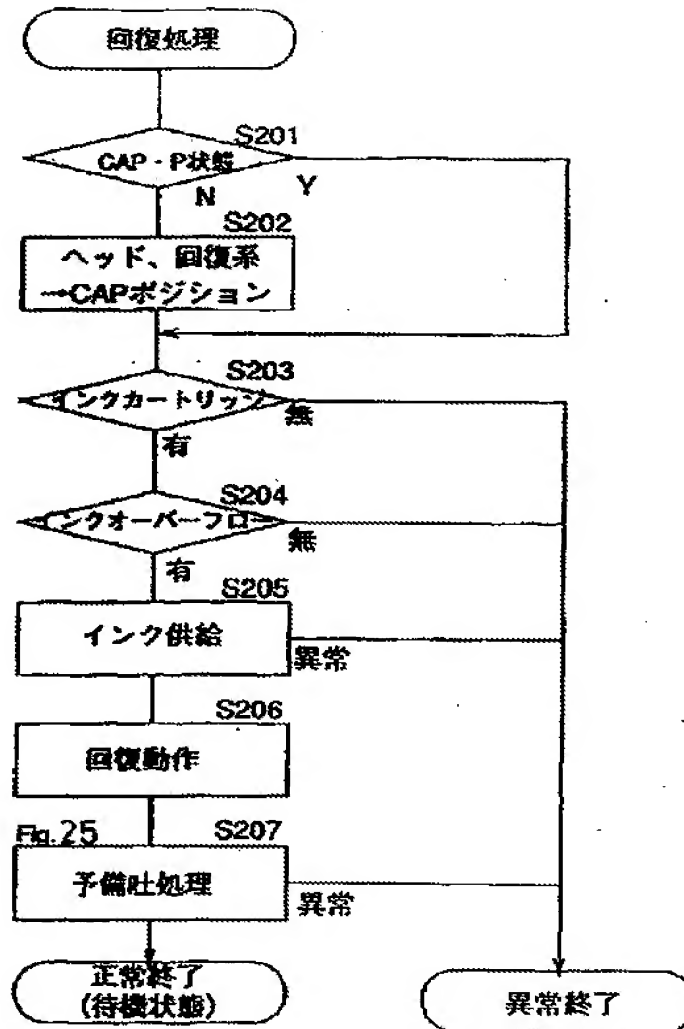 回復処理
S201
CAP-P状態
N
Y
S202
ヘッド、回復系
→CAPポジション
S203
インクカートリッジ
無
有
S204
インクオーバーフロー
無
有
S205
インク供給
異常
S206
回復動作
Fig.25
S207
予備吐処理
異常
正常終了
(待機状態)
異常終了